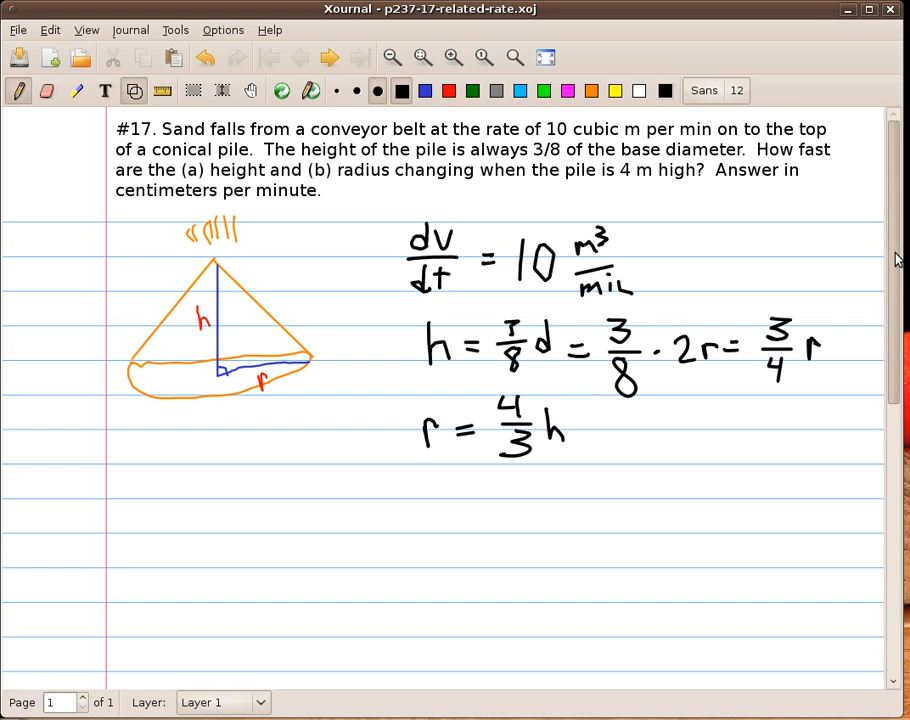 Xournal - p237-17-related-rate.xoj
File Edit View Journal Tools Options Help
T Sans 12
#17. Sand falls from a conveyor belt at the rate of 10 cubic m per min on to the top
of a conical pile. The height of the pile is always 3/8 of the base diameter. How fast
are the (a) height and (b) radius changing when the pile is 4 m high? Answer in
centimeters per minute.
dv/dt = 10 m³/min
h
h = 3/8 d = 3/8 · 2r = 3/4 r
r
r = 4/3 h
Page 1 of 1 Layer: Layer 1